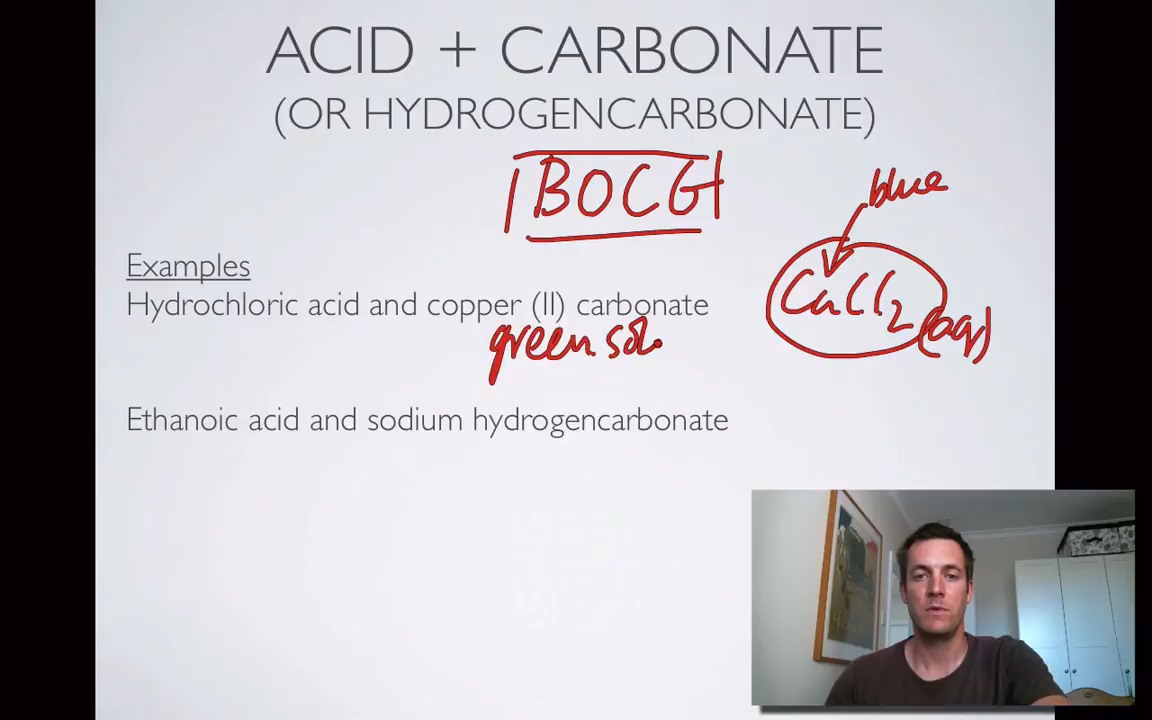 ACID + CARBONATE
(OR HYDROGENCARBONATE)
BOCG
blue
Examples
Hydrochloric acid and copper (II) carbonate
CuCl2 (aq)
green sol
Ethanoic acid and sodium hydrogencarbonate